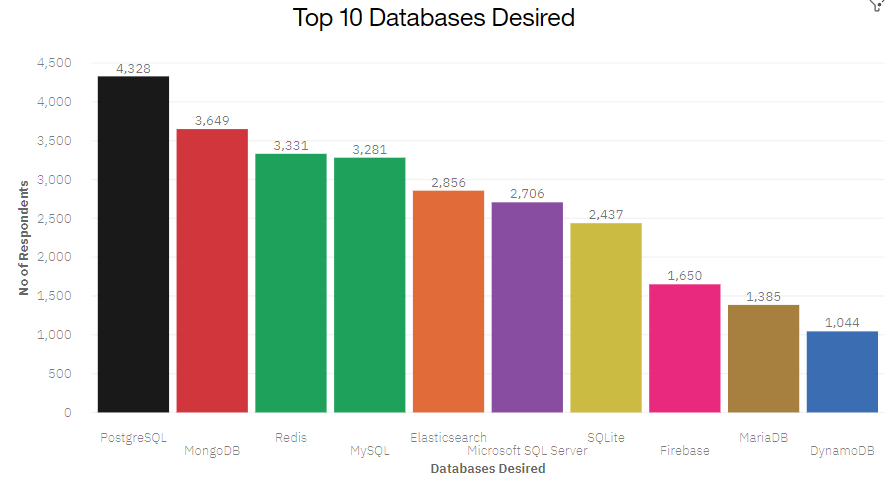 Top 10 Databases Desired
4,500
4,000
3,500
3,000
2,500
2,000
1,500
1,000
500
0
No of Respondents
4,328
3,649
3,331
3,281
2,856
2,706
2,437
1,650
1,385
1,044
PostgreSQL
MongoDB
Redis
MySQL
Elasticsearch
Microsoft SQL Server
SQLite
Firebase
MariaDB
DynamoDB
Databases Desired